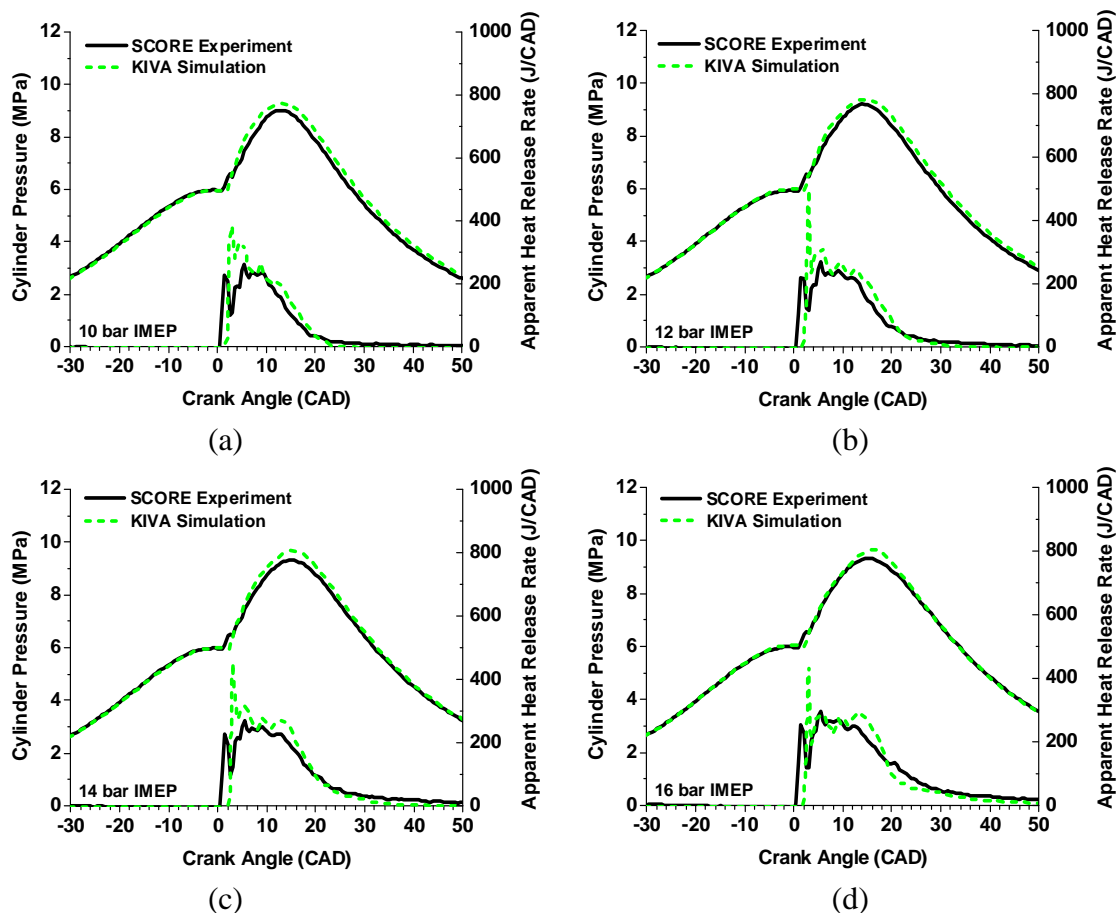 SCORE Experiment
KIVA Simulation
Cylinder Pressure (MPa)
12
10
8
6
4
2
0
Apparent Heat Release Rate (J/CAD)
1000
800
600
400
200
0
10 bar IMEP
-30 -20 -10 0 10 20 30 40 50
Crank Angle (CAD)
(a)
SCORE Experiment
KIVA Simulation
Cylinder Pressure (MPa)
12
10
8
6
4
2
0
Apparent Heat Release Rate (J/CAD)
1000
800
600
400
200
0
12 bar IMEP
-30 -20 -10 0 10 20 30 40 50
Crank Angle (CAD)
(b)
SCORE Experiment
KIVA Simulation
Cylinder Pressure (MPa)
12
10
8
6
4
2
0
Apparent Heat Release Rate (J/CAD)
1000
800
600
400
200
0
14 bar IMEP
-30 -20 -10 0 10 20 30 40 50
Crank Angle (CAD)
(c)
SCORE Experiment
KIVA Simulation
Cylinder Pressure (MPa)
12
10
8
6
4
2
0
Apparent Heat Release Rate (J/CAD)
1000
800
600
400
200
0
16 bar IMEP
-30 -20 -10 0 10 20 30 40 50
Crank Angle (CAD)
(d)